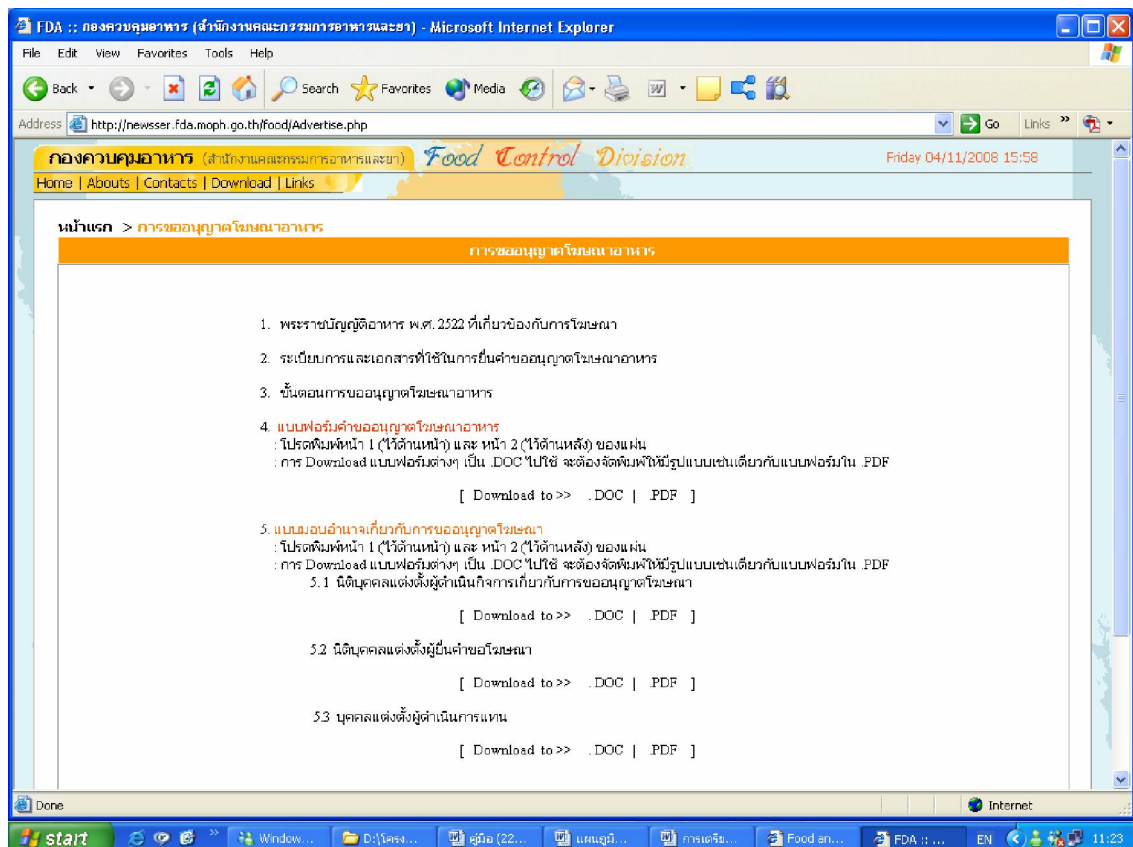 FDA :: กองควบคุมอาหาร (สำนักงานคณะกรรมการอาหารและยา) - Microsoft Internet Explorer
File Edit View Favorites Tools Help
Back Search Favorites Media
Address http://newsser.fda.moph.go.th/food/Advertise.php Go Links »
กองควบคุมอาหาร (สำนักงานคณะกรรมการอาหารและยา) Food Control Division Friday 04/11/2008 15:58
Home | Abouts | Contacts | Download | Links
หน้าแรก > การขออนุญาตโฆษณาอาหาร
การขออนุญาตโฆษณาอาหาร
1. พระราชบัญญัติอาหาร พ.ศ. 2522 ที่เกี่ยวข้องกับการโฆษณา
2. ระเบียบการและเอกสารที่ใช้ในการยื่นคำขออนุญาตโฆษณาอาหาร
3. ขั้นตอนการขออนุญาตโฆษณาอาหาร
4. แบบฟอร์มคำขออนุญาตโฆษณาอาหาร
: โปรดพิมพ์หน้า 1 (ไว้ด้านหน้า) และ หน้า 2 (ไว้ด้านหลัง) ของแผ่น
: การ Download แบบฟอร์มต่างๆ เป็น .DOC ไปใช้ จะต้องจัดพิมพ์ให้มีรูปแบบเช่นเดียวกับแบบฟอร์มใน .PDF
[ Download to >> .DOC | .PDF ]
5. แบบมอบอำนาจเกี่ยวกับการขออนุญาตโฆษณา
: โปรดพิมพ์หน้า 1 (ไว้ด้านหน้า) และ หน้า 2 (ไว้ด้านหลัง) ของแผ่น
: การ Download แบบฟอร์มต่างๆ เป็น .DOC ไปใช้ จะต้องจัดพิมพ์ให้มีรูปแบบเช่นเดียวกับแบบฟอร์มใน .PDF
5.1 นิติบุคคลแต่งตั้งผู้ดำเนินกิจการเกี่ยวกับการขออนุญาตโฆษณา
[ Download to >> .DOC | .PDF ]
5.2 นิติบุคคลแต่งตั้งผู้ยื่นคำขอโฆษณา
[ Download to >> .DOC | .PDF ]
5.3 บุคคลแต่งตั้งผู้ดำเนินการแทน
[ Download to >> .DOC | .PDF ]
Done Internet
start » Window... D:\โครง... คู่มือ (22... แผนภูมิ... การเตรีย... Food an... FDA :: ... EN 11:23